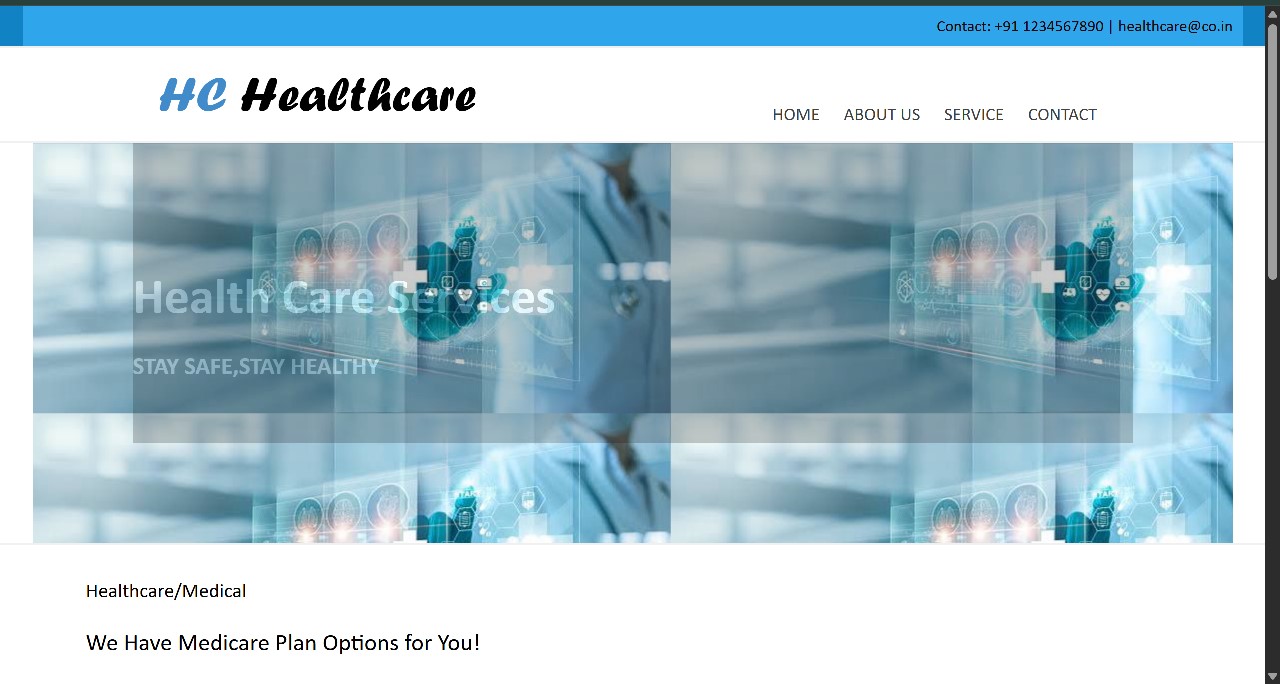 Contact: +91 1234567890 | healthcare@co.in
HC Healthcare
HOME ABOUT US SERVICE CONTACT
Health Care Services
STAY SAFE,STAY HEALTHY
Healthcare/Medical
We Have Medicare Plan Options for You!